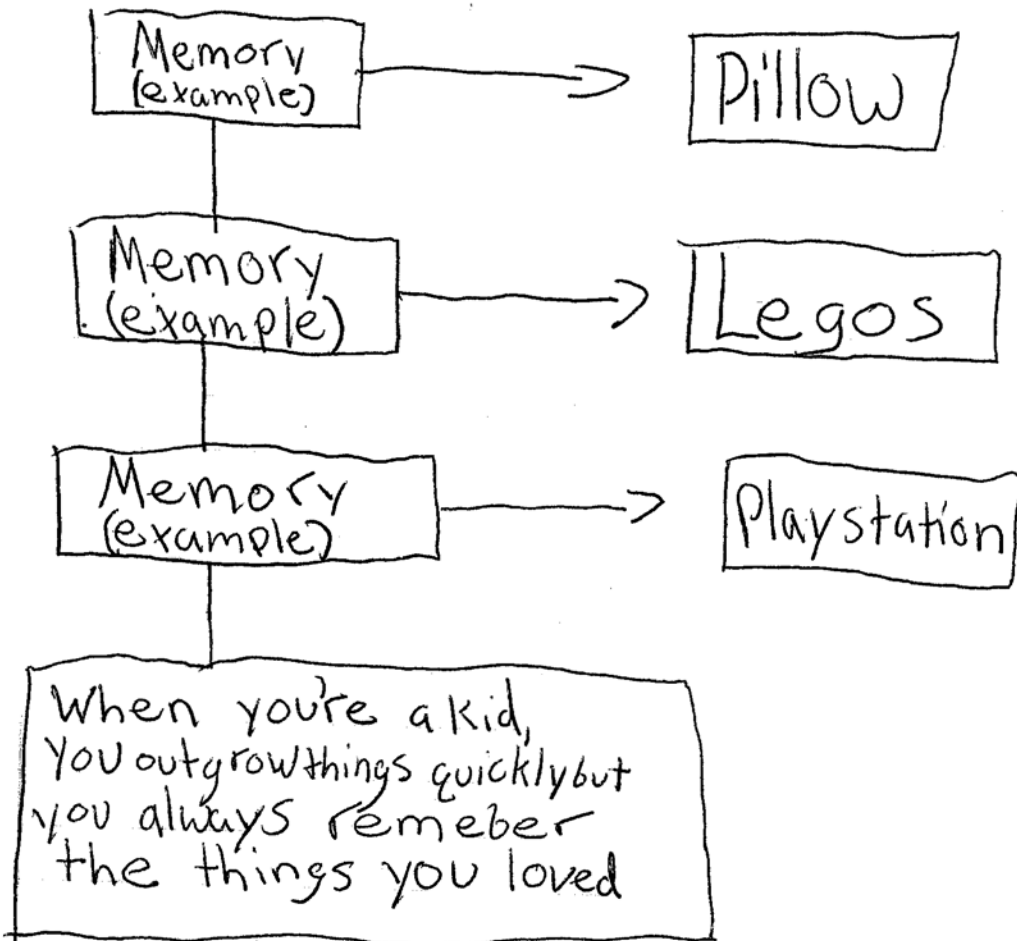 Memory
(example)
Pillow
Memory
(example)
Legos
Memory
(example)
Playstation
When you're a kid,
you outgrow things quickly but
you always remeber
the things you loved